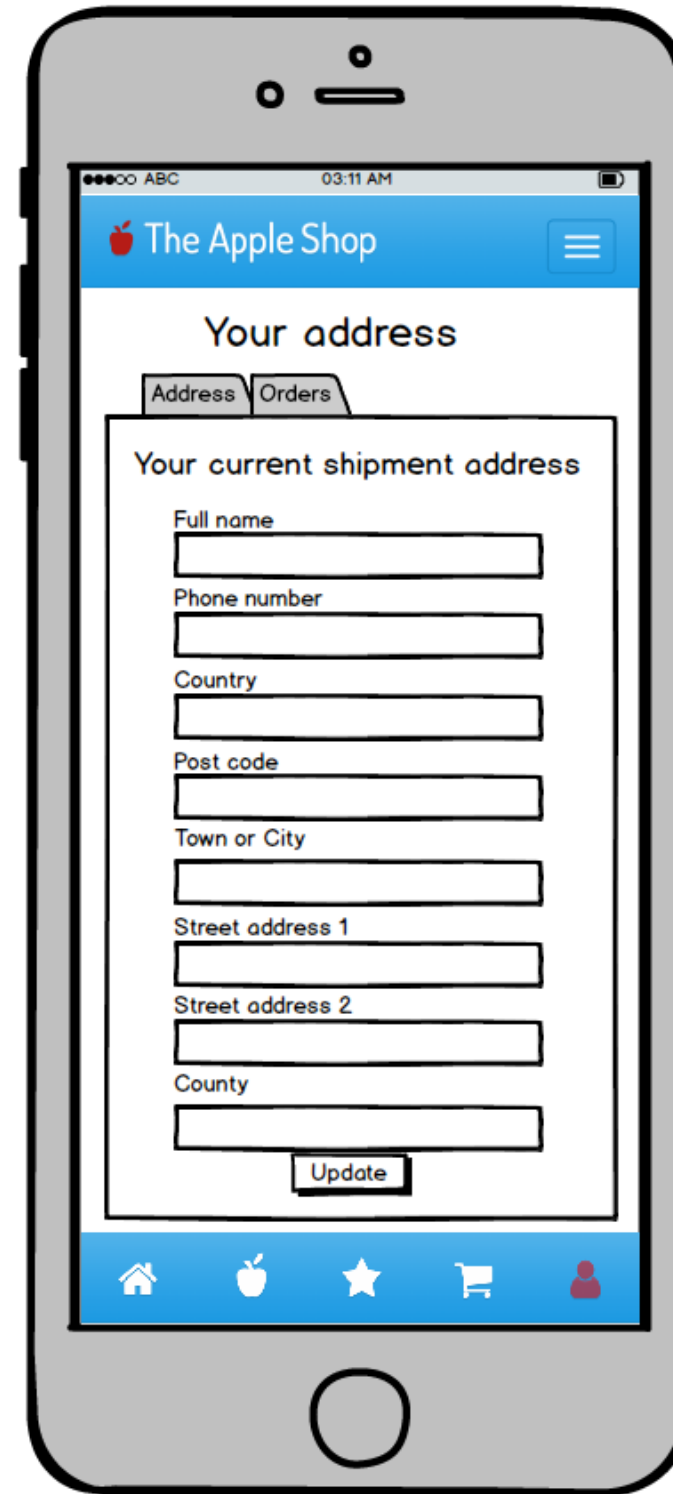 ABC 03:11 AM
The Apple Shop
Your address
Address Orders
Your current shipment address
Full name
Phone number
Country
Post code
Town or City
Street address 1
Street address 2
County
Update